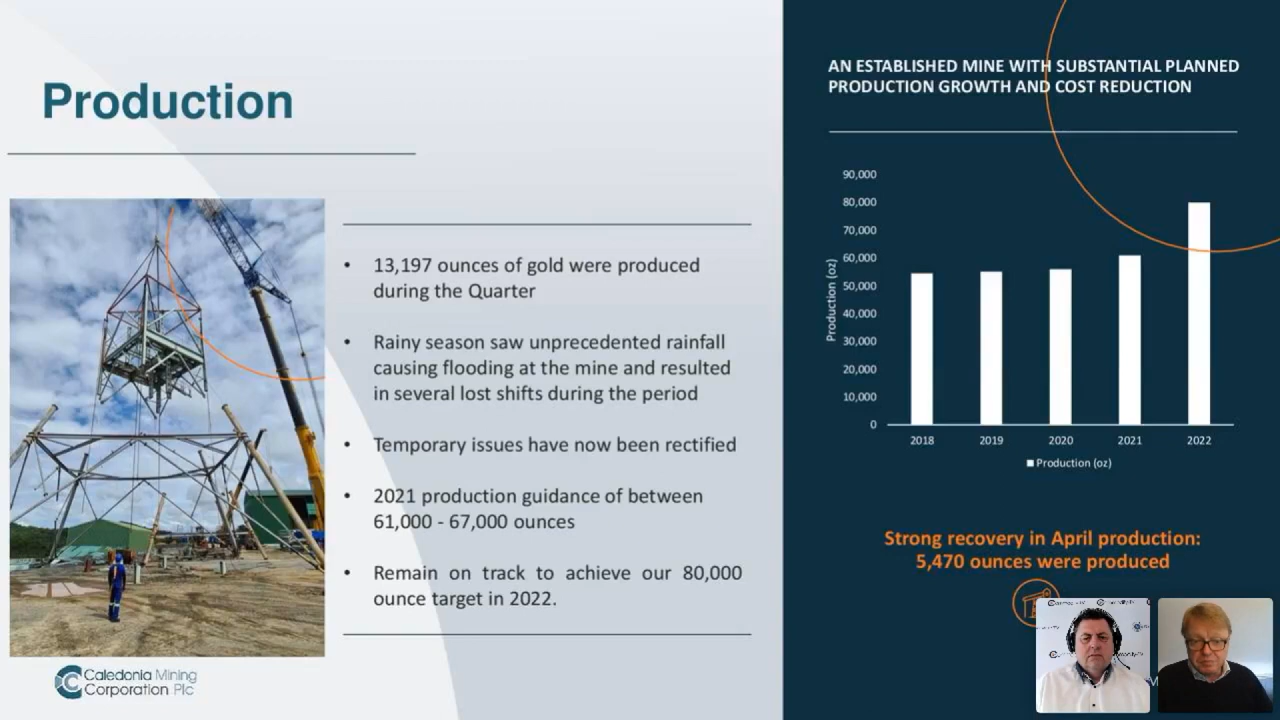 Production
• 13,197 ounces of gold were produced
during the Quarter
• Rainy season saw unprecedented rainfall
causing flooding at the mine and resulted
in several lost shifts during the period
• Temporary issues have now been rectified
• 2021 production guidance of between
61,000 - 67,000 ounces
• Remain on track to achieve our 80,000
ounce target in 2022.
Caledonia Mining
Corporation Plc
AN ESTABLISHED MINE WITH SUBSTANTIAL PLANNED
PRODUCTION GROWTH AND COST REDUCTION
Production (oz)
90,000
80,000
70,000
60,000
50,000
40,000
30,000
20,000
10,000
0
2018 2019 2020 2021 2022
Production (oz)
Strong recovery in April production:
5,470 ounces were produced